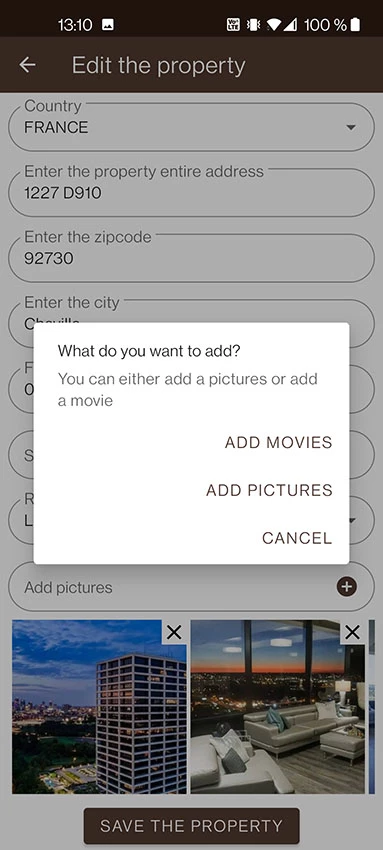 13:10
100 %
Edit the property
Country
FRANCE
Enter the property entire address
1227 D910
Enter the zipcode
92730
Enter the city
What do you want to add?
You can either add a pictures or add
a movie
ADD MOVIES
ADD PICTURES
CANCEL
Add pictures
SAVE THE PROPERTY